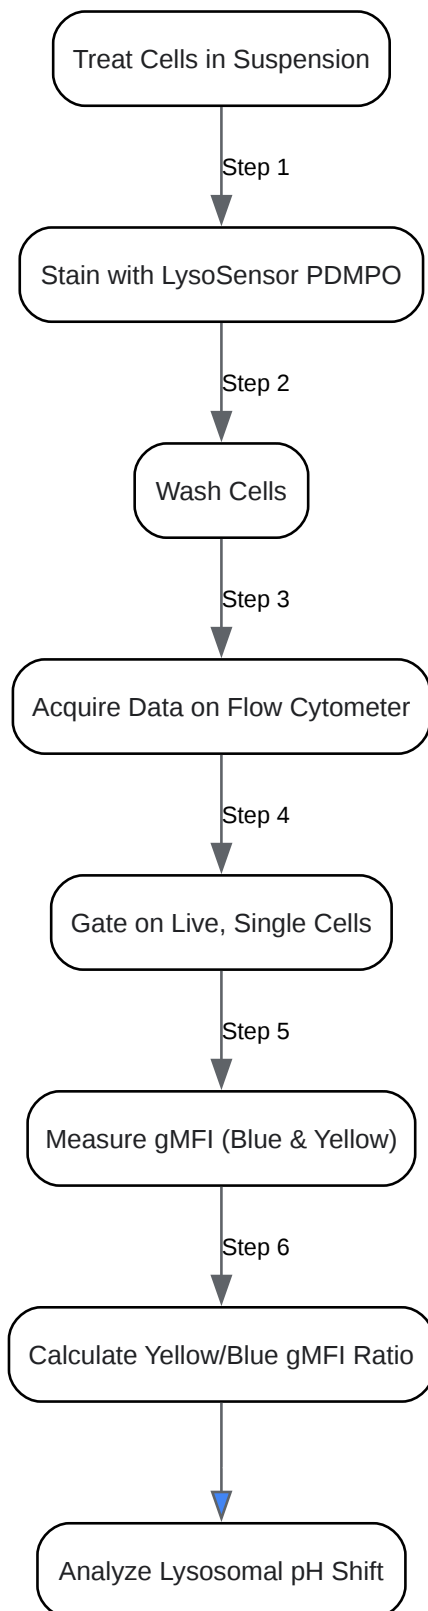 Treat Cells in Suspension
Step 1
Stain with LysoSensor PDMPO
Step 2
Wash Cells
Step 3
Acquire Data on Flow Cytometer
Step 4
Gate on Live, Single Cells
Step 5
Measure gMFI (Blue & Yellow)
Step 6
Calculate Yellow/Blue gMFI Ratio
Analyze Lysosomal pH Shift